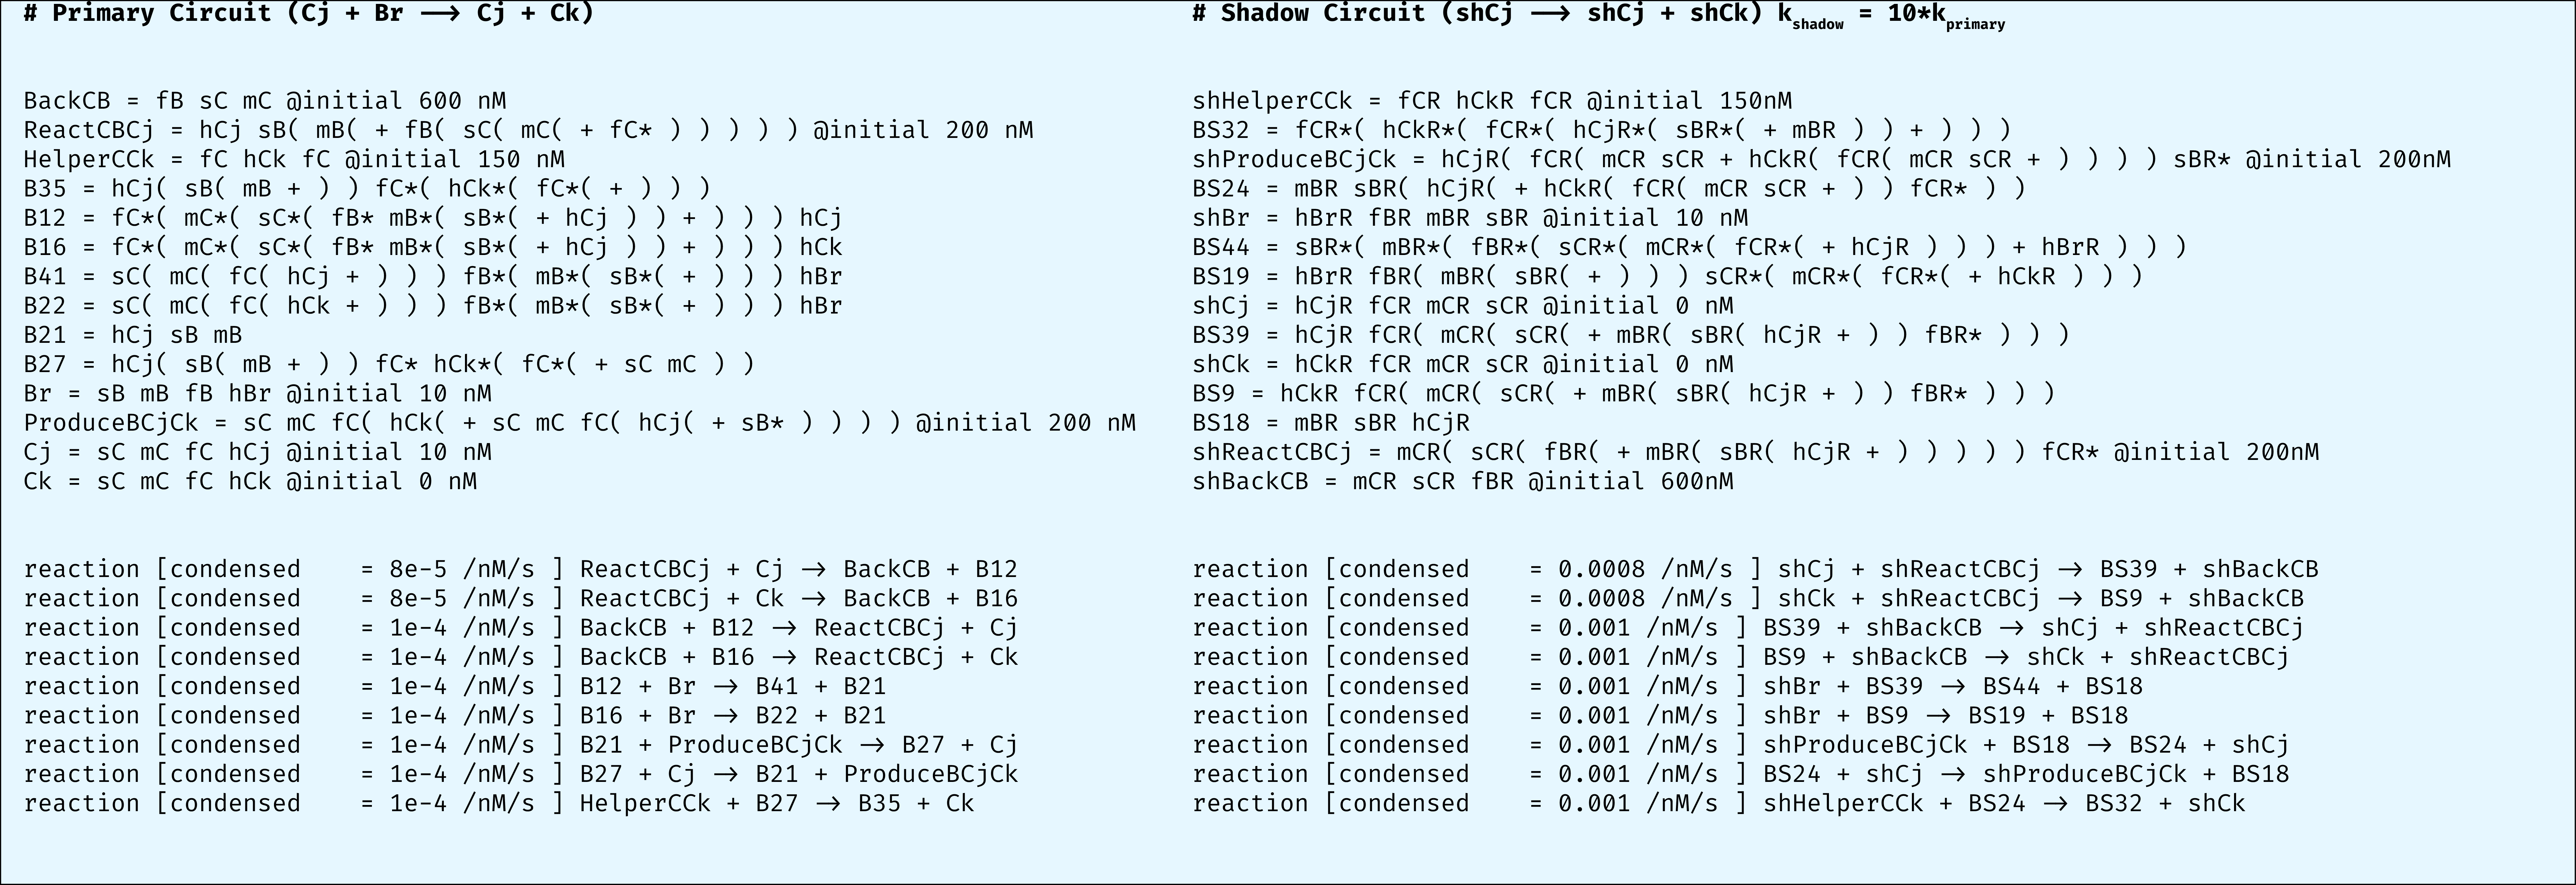 # Primary Circuit (Cj + Br ⟶ Cj + Ck)
BackCB = fB sC mC @initial 600 nM
ReactCBCj = hCj sB( mB( + fB( sC( mC( + fC* ) ) ) ) ) @initial 200 nM
HelperCCk = fC hCk fC @initial 150 nM
B35 = hCj( sB( mB + ) ) fC*( hCk*( fC*( + ) ) )
B12 = fC*( mC*( sC*( fB* mB*( sB*( + hCj ) ) + ) ) ) hCj
B16 = fC*( mC*( sC*( fB* mB*( sB*( + hCj ) ) + ) ) ) hCk
B41 = sC( mC( fC( hCj + ) ) ) fB*( mB*( sB*( + ) ) ) hBr
B22 = sC( mC( fC( hCk + ) ) ) fB*( mB*( sB*( + ) ) ) hBr
B21 = hCj sB mB
B27 = hCj( sB( mB + ) ) fC* hCk*( fC*( + sC mC ) )
Br = sB mB fB hBr @initial 10 nM
ProduceBCjCk = sC mC fC( hCk( + sC mC fC( hCj( + sB* ) ) ) ) @initial 200 nM
Cj = sC mC fC hCj @initial 10 nM
Ck = sC mC fC hCk @initial 0 nM
reaction [condensed    = 8e-5 /nM/s ] ReactCBCj + Cj → BackCB + B12
reaction [condensed    = 8e-5 /nM/s ] ReactCBCj + Ck → BackCB + B16
reaction [condensed    = 1e-4 /nM/s ] BackCB + B12 → ReactCBCj + Cj
reaction [condensed    = 1e-4 /nM/s ] BackCB + B16 → ReactCBCj + Ck
reaction [condensed    = 1e-4 /nM/s ] B12 + Br → B41 + B21
reaction [condensed    = 1e-4 /nM/s ] B16 + Br → B22 + B21
reaction [condensed    = 1e-4 /nM/s ] B21 + ProduceBCjCk → B27 + Cj
reaction [condensed    = 1e-4 /nM/s ] B27 + Cj → B21 + ProduceBCjCk
reaction [condensed    = 1e-4 /nM/s ] HelperCCk + B27 → B35 + Ck
# Shadow Circuit (shCj ⟶ shCj + shCk) kshadow = 10*kprimary
shHelperCCk = fCR hCkR fCR @initial 150nM
BS32 = fCR*( hCkR*( fCR*( hCjR*( sBR*( + mBR ) ) + ) ) )
shProduceBCjCk = hCjR( fCR( mCR sCR + hCkR( fCR( mCR sCR + ) ) ) ) sBR* @initial 200nM
BS24 = mBR sBR( hCjR( + hCkR( fCR( mCR sCR + ) ) fCR* ) )
shBr = hBrR fBR mBR sBR @initial 10 nM
BS44 = sBR*( mBR*( fBR*( sCR*( mCR*( fCR*( + hCjR ) ) ) + hBrR ) ) )
BS19 = hBrR fBR( mBR( sBR( + ) ) ) sCR*( mCR*( fCR*( + hCkR ) ) )
shCj = hCjR fCR mCR sCR @initial 0 nM
BS39 = hCjR fCR( mCR( sCR( + mBR( sBR( hCjR + ) ) fBR* ) ) )
shCk = hCkR fCR mCR sCR @initial 0 nM
BS9 = hCkR fCR( mCR( sCR( + mBR( sBR( hCjR + ) ) fBR* ) ) )
BS18 = mBR sBR hCjR
shReactCBCj = mCR( sCR( fBR( + mBR( sBR( hCjR + ) ) ) ) ) fCR* @initial 200nM
shBackCB = mCR sCR fBR @initial 600nM
reaction [condensed    = 0.0008 /nM/s ] shCj + shReactCBCj → BS39 + shBackCB
reaction [condensed    = 0.0008 /nM/s ] shCk + shReactCBCj → BS9 + shBackCB
reaction [condensed    = 0.001 /nM/s ] BS39 + shBackCB → shCj + shReactCBCj
reaction [condensed    = 0.001 /nM/s ] BS9 + shBackCB → shCk + shReactCBCj
reaction [condensed    = 0.001 /nM/s ] shBr + BS39 → BS44 + BS18
reaction [condensed    = 0.001 /nM/s ] shBr + BS9 → BS19 + BS18
reaction [condensed    = 0.001 /nM/s ] shProduceBCjCk + BS18 → BS24 + shCj
reaction [condensed    = 0.001 /nM/s ] BS24 + shCj → shProduceBCjCk + BS18
reaction [condensed    = 0.001 /nM/s ] shHelperCCk + BS24 → BS32 + shCk